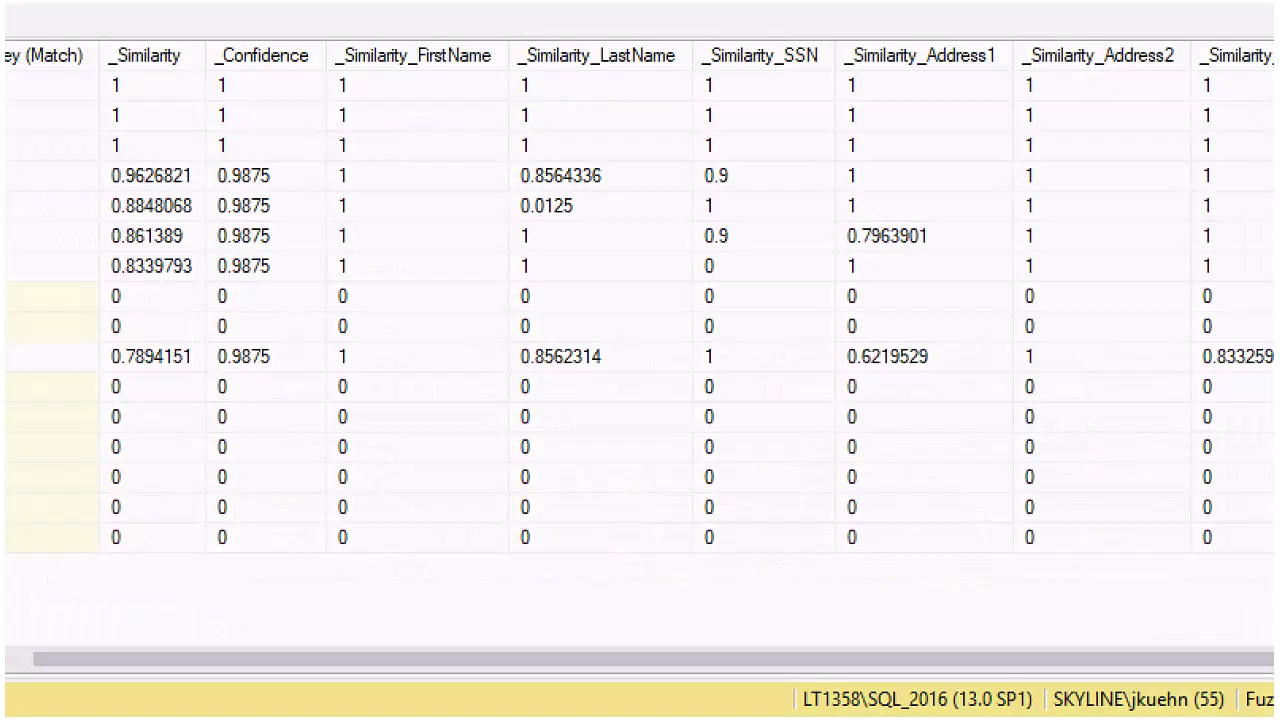 ey (Match) _Similarity _Confidence _Similarity_FirstName _Similarity_LastName _Similarity_SSN _Similarity_Address1 _Similarity_Address2 _Similarity_
1 1 1 1 1 1 1 1
1 1 1 1 1 1 1 1
1 1 1 1 1 1 1 1
0.9626821 0.9875 1 0.8564336 0.9 1 1 1
0.8848068 0.9875 1 0.0125 1 1 1 1
0.861389 0.9875 1 1 0.9 0.7963901 1 1
0.8339793 0.9875 1 1 0 1 1 1
0 0 0 0 0 0 0 0
0 0 0 0 0 0 0 0
0.7894151 0.9875 1 0.8562314 1 0.6219529 1 0.833259
0 0 0 0 0 0 0 0
0 0 0 0 0 0 0 0
0 0 0 0 0 0 0 0
0 0 0 0 0 0 0 0
0 0 0 0 0 0 0 0
0 0 0 0 0 0 0 0
LT1358\SQL_2016 (13.0 SP1) SKYLINE\jkuehn (55) Fuz